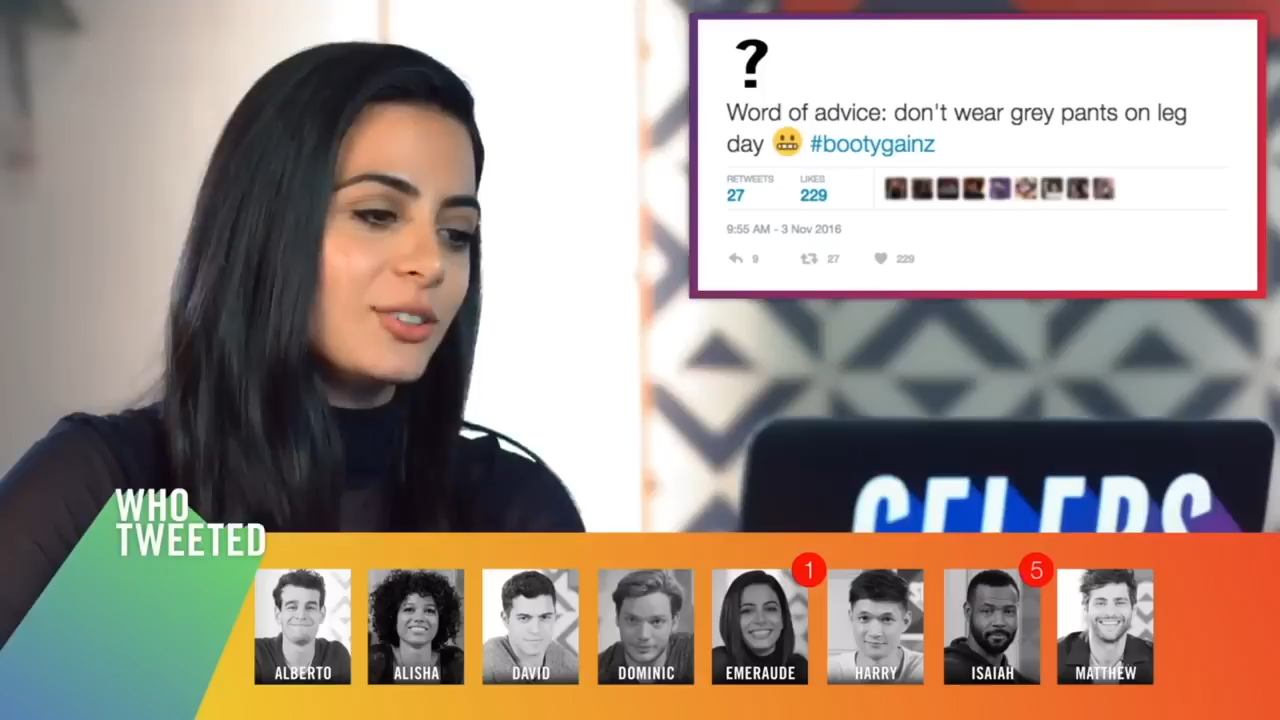 ?
Word of advice: don't wear grey pants on leg
day 😬 #bootygainz
RETWEETS LIKES
27 229
9:55 AM - 3 Nov 2016
9 27 229
CELEBS
WHO
TWEETED
1 5
ALBERTO ALISHA DAVID DOMINIC EMERAUDE HARRY ISAIAH MATTHEW